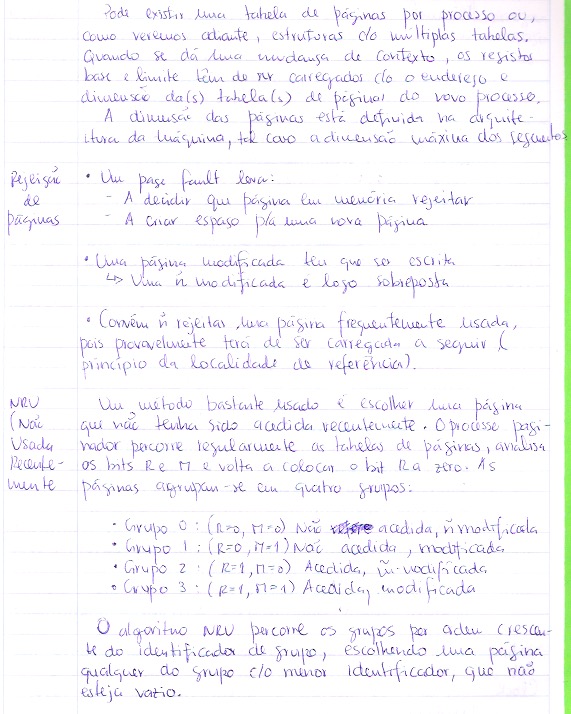 Pode existir uma tabela de páginas por processo ou,
como veremos adiante, estruturas c/o múltiplas tabelas.
Quando se dá uma mudança de contexto, os registos
base e limite têm de ser carregados c/o o endereço e
dimensão da(s) tabela(s) de páginas do novo processo.
A dimensão das páginas está definida na arquite-
ctura da máquina, tal como a dimensão máxima dos segmentos
Rejeição
de
páginas
• Um page fault leva:
- A decidir que página em memória rejeitar
- A criar espaço p/a uma nova página
• Uma página modificada tem que ser escrita
↳ Uma ñ modificada é logo sobreposta
• Convém ñ rejeitar uma página frequentemente usada,
pois provavelmente terá de ser carregada a seguir (
princípio da localidade de referência).
NRU
(Não
Usada
Recente-
mente
Um método bastante usado é escolher uma página
que não tenha sido acedida recentemente. O processo pagi-
nador percorre regularmente as tabelas de páginas, analisa
os bits R e M e volta a colocar o bit R a zero. As
páginas agrupam-se em quatro grupos:
• Grupo 0: (R=0, M=0) Não acedida, ñ modificada
• Grupo 1: (R=0, M=1) Não acedida, modificada
• Grupo 2: (R=1, M=0) Acedida, ñ modificada
• Grupo 3: (R=1, M=1) Acedida, modificada
O algoritmo NRU percorre os grupos por ordem crescen-
te do identificador de grupo, escolhendo uma página
qualquer do grupo c/o menor identificador, que não
esteja vazio.